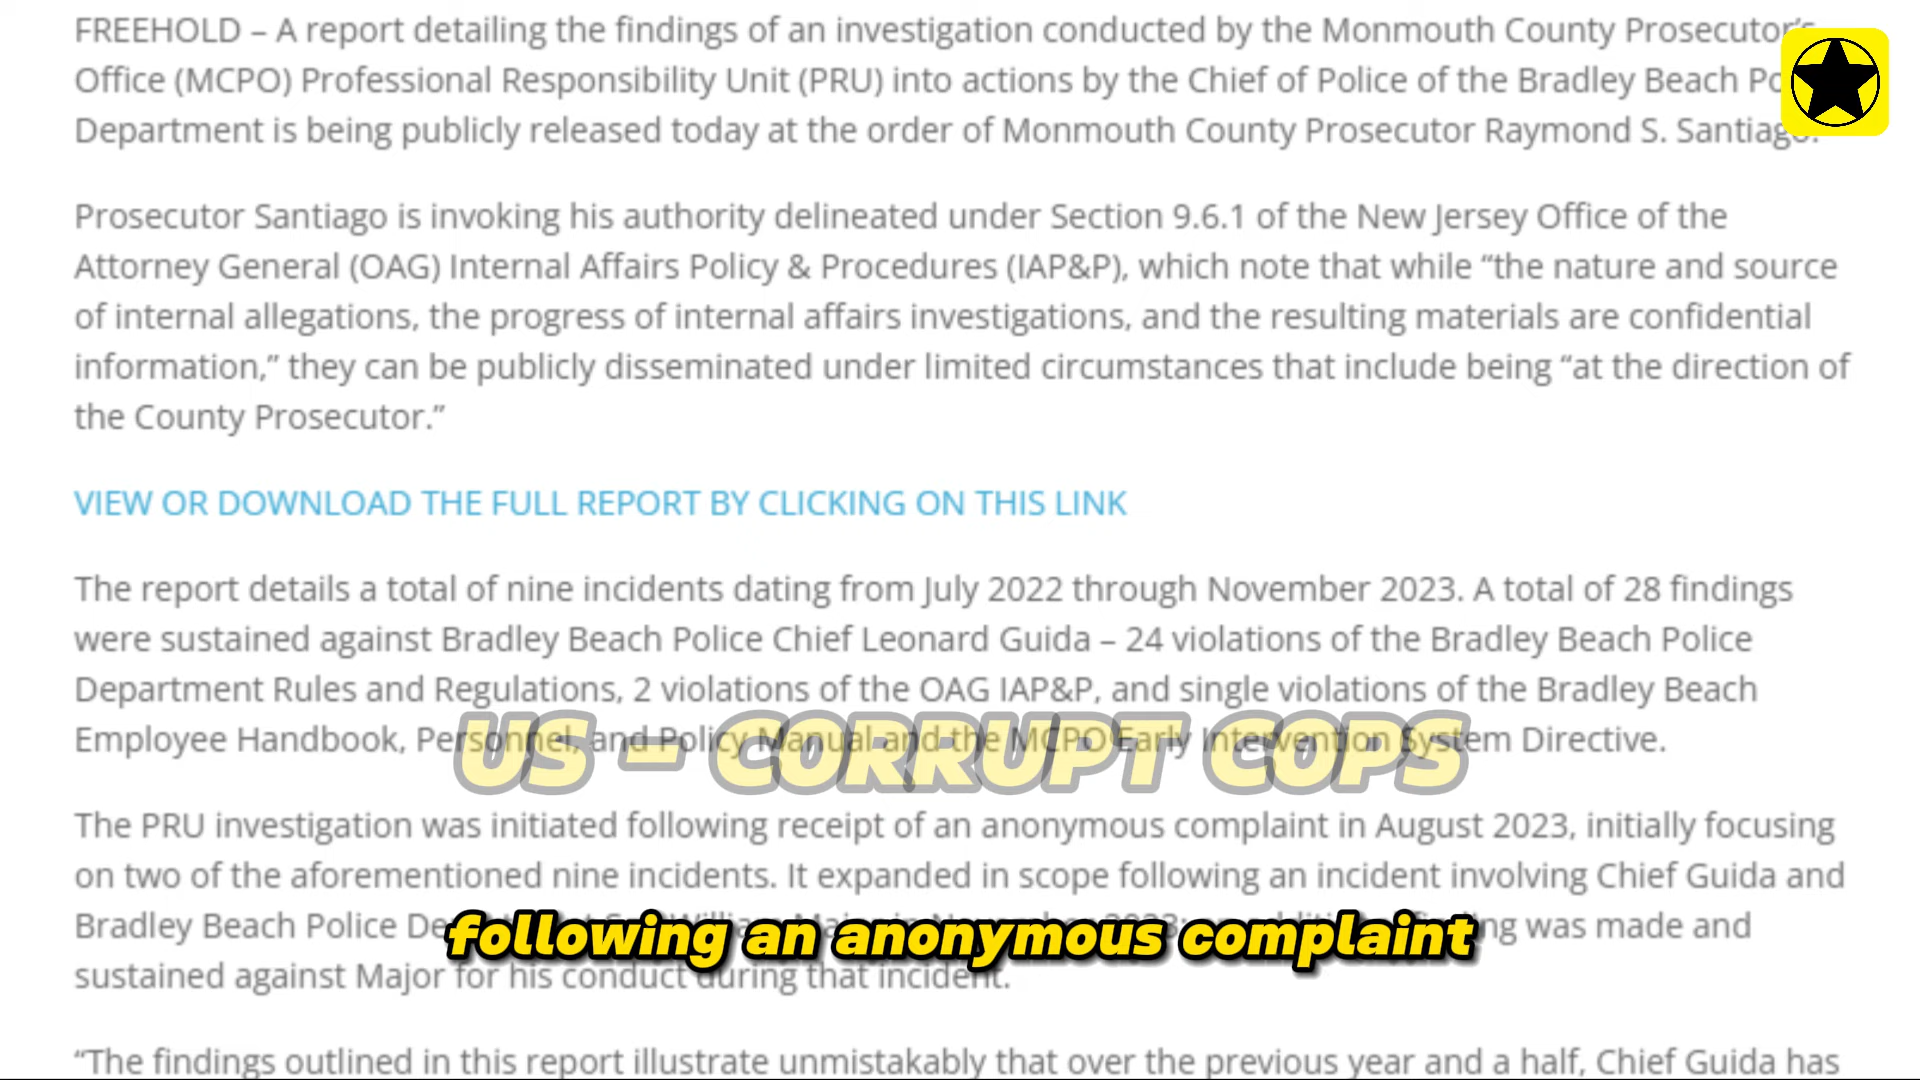 FREEHOLD – A report detailing the findings of an investigation conducted by the Monmouth County Prosecutor's
Office (MCPO) Professional Responsibility Unit (PRU) into actions by the Chief of Police of the Bradley Beach
Department is being publicly released today at the order of Monmouth County Prosecutor Raymond S. Santiago.
Prosecutor Santiago is invoking his authority delineated under Section 9.6.1 of the New Jersey Office of the
Attorney General (OAG) Internal Affairs Policy & Procedures (IAP&P), which note that while “the nature and source
of internal allegations, the progress of internal affairs investigations, and the resulting materials are confidential
information,” they can be publicly disseminated under limited circumstances that include being “at the direction of
the County Prosecutor.”
VIEW OR DOWNLOAD THE FULL REPORT BY CLICKING ON THIS LINK
The report details a total of nine incidents dating from July 2022 through November 2023. A total of 28 findings
were sustained against Bradley Beach Police Chief Leonard Guida – 24 violations of the Bradley Beach Police
Department Rules and Regulations, 2 violations of the OAG IAP&P, and single violations of the Bradley Beach
Employee Handbook, Personnel, and Policy Manual and the MCPO Early Intervention System Directive.
US – CORRUPT COPS
The PRU investigation was initiated following receipt of an anonymous complaint in August 2023, initially focusing
on two of the aforementioned nine incidents. It expanded in scope following an incident involving Chief Guida and
Bradley Beach Police was made and
following an anonymous complaint
sustained against Major for his conduct during that incident.
“The findings outlined in this report illustrate unmistakably that over the previous year and a half, Chief Guida has